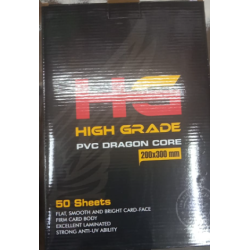 HG
HIGH GRADE
PVC DRAGON CORE
200x300 mm
50 Sheets
FLAT, SMOOTH AND BRIGHT CARD-FACE
FIRM CARD BODY
EXCELLENT LAMINATED
STRONG ANTI-UV ABILITY